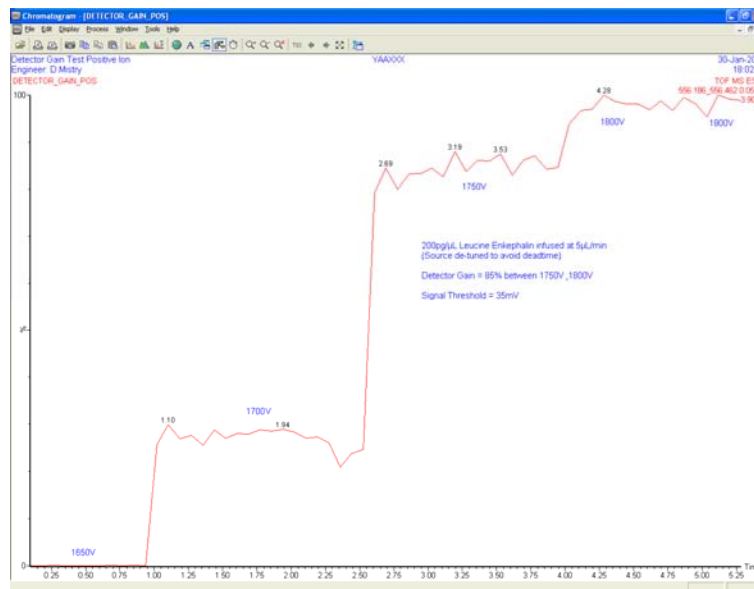 Chromatogram - [DETECTOR_GAIN_POS]
File Edit Display Process Window Tools Help
Detector Gain Test Positive Ion
YAAXXX
30-Jan-20
Engineer: D.Mistry
18:02
DETECTOR_GAIN_POS
TOF MS ES
556.186_556.462 0.05
3.90
100
4.28
1800V
1900V
3.19
3.53
2.69
1750V
200pg/µL Leucine Enkephalin infused at 5µL/min
(Source de-tuned to avoid deadtime)
Detector Gain = 85% between 1750V ,1800V
Signal Threshold = 35mV
%
1700V
1.10
1.94
1650V
0
0.25 0.50 0.75 1.00 1.25 1.50 1.75 2.00 2.25 2.50 2.75 3.00 3.25 3.50 3.75 4.00 4.25 4.50 4.75 5.00 5.25